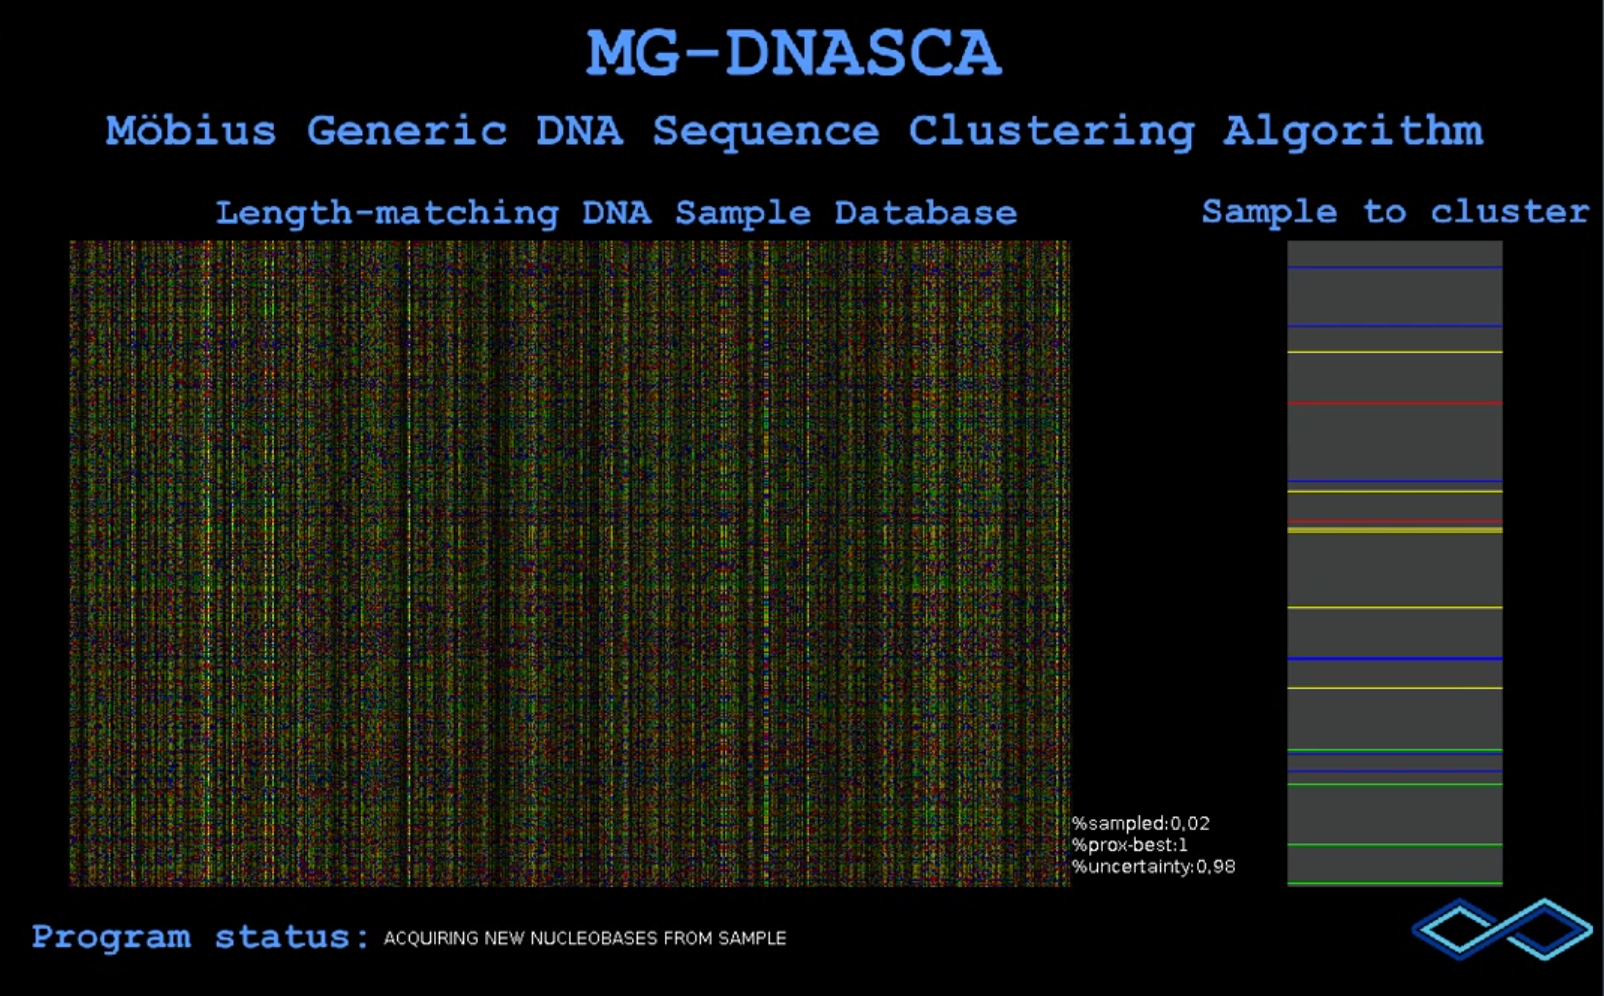 MG-DNASCA
Möbius Generic DNA Sequence Clustering Algorithm
Length-matching DNA Sample Database
Sample to cluster
%sampled:0,02
%prox-best:1
%uncertainty:0,98
Program status: ACQUIRING NEW NUCLEOBASES FROM SAMPLE